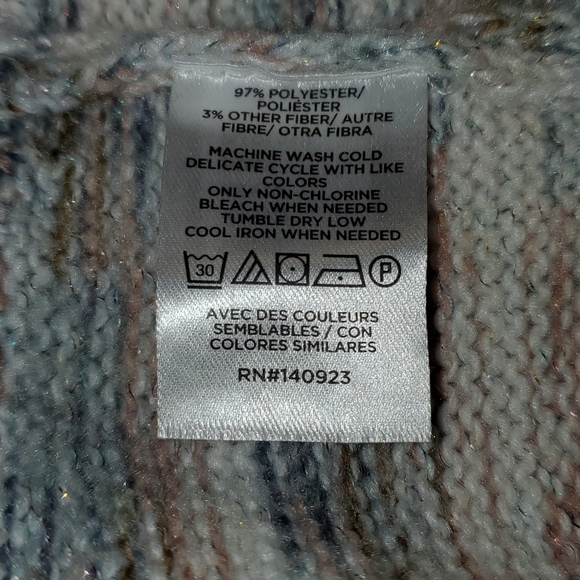 97% POLYESTER/
POLIÉSTER
3% OTHER FIBER/ AUTRE
FIBRE/ OTRA FIBRA
MACHINE WASH COLD
DELICATE CYCLE WITH LIKE
COLORS
ONLY NON-CHLORINE
BLEACH WHEN NEEDED
TUMBLE DRY LOW
COOL IRON WHEN NEEDED
30 P
AVEC DES COULEURS
SEMBLABLES / CON
COLORES SIMILARES
RN#140923